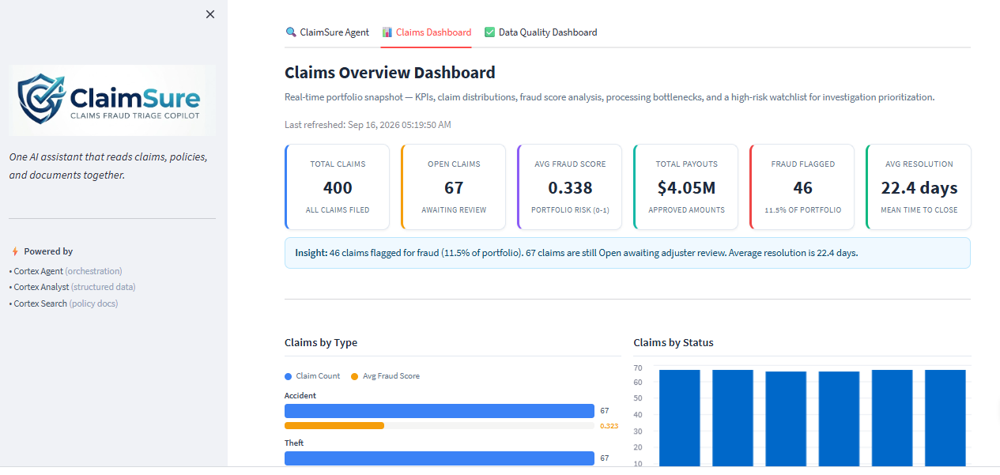 ClaimSure
CLAIMS FRAUD TRIAGE COPILOT
One AI assistant that reads claims, policies,
and documents together.
Powered by
• Cortex Agent (orchestration)
• Cortex Analyst (structured data)
• Cortex Search (policy docs)
ClaimSure Agent
Claims Dashboard
Data Quality Dashboard
Claims Overview Dashboard
Real-time portfolio snapshot — KPIs, claim distributions, fraud score analysis, processing bottlenecks, and a high-risk watchlist for investigation prioritization.
Last refreshed: Sep 16, 2026 05:19:50 AM
TOTAL CLAIMS
400
ALL CLAIMS FILED
OPEN CLAIMS
67
AWAITING REVIEW
AVG FRAUD SCORE
0.338
PORTFOLIO RISK (0-1)
TOTAL PAYOUTS
$4.05M
APPROVED AMOUNTS
FRAUD FLAGGED
46
11.5% OF PORTFOLIO
AVG RESOLUTION
22.4 days
MEAN TIME TO CLOSE
Insight: 46 claims flagged for fraud (11.5% of portfolio). 67 claims are still Open awaiting adjuster review. Average resolution is 22.4 days.
Claims by Type
Claim Count
Avg Fraud Score
Accident
67
0.323
Theft
67
Claims by Status
70
60
50
40
30
20
10